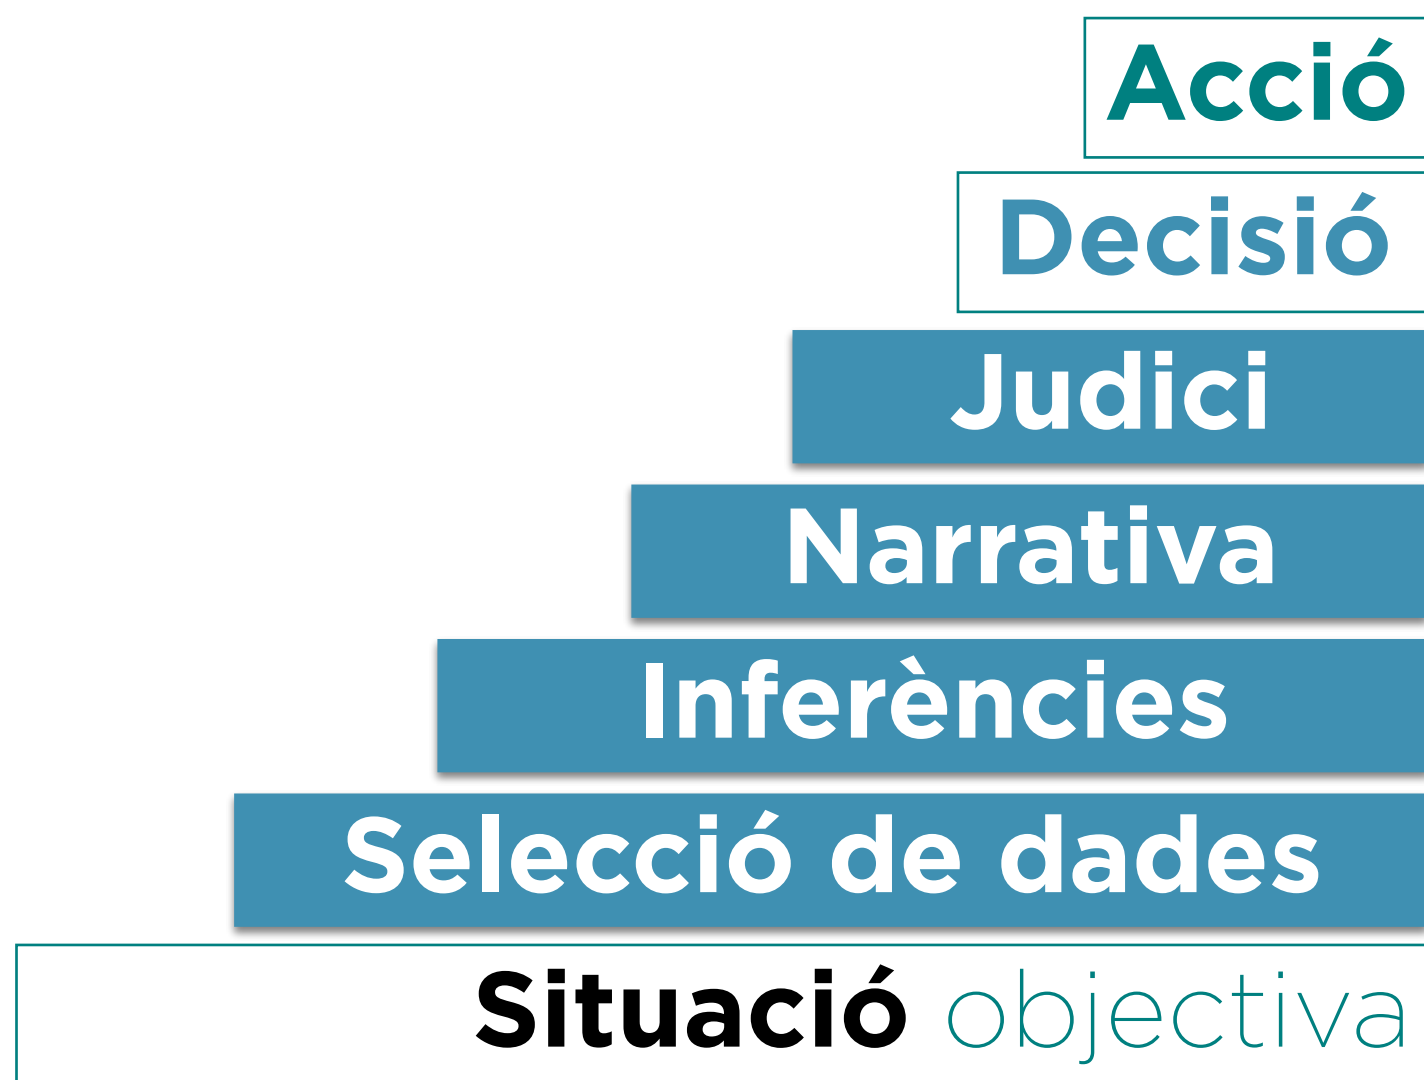 Acció
Decisió
Judici
Narrativa
Inferències
Selecció de dades
Situació objectiva